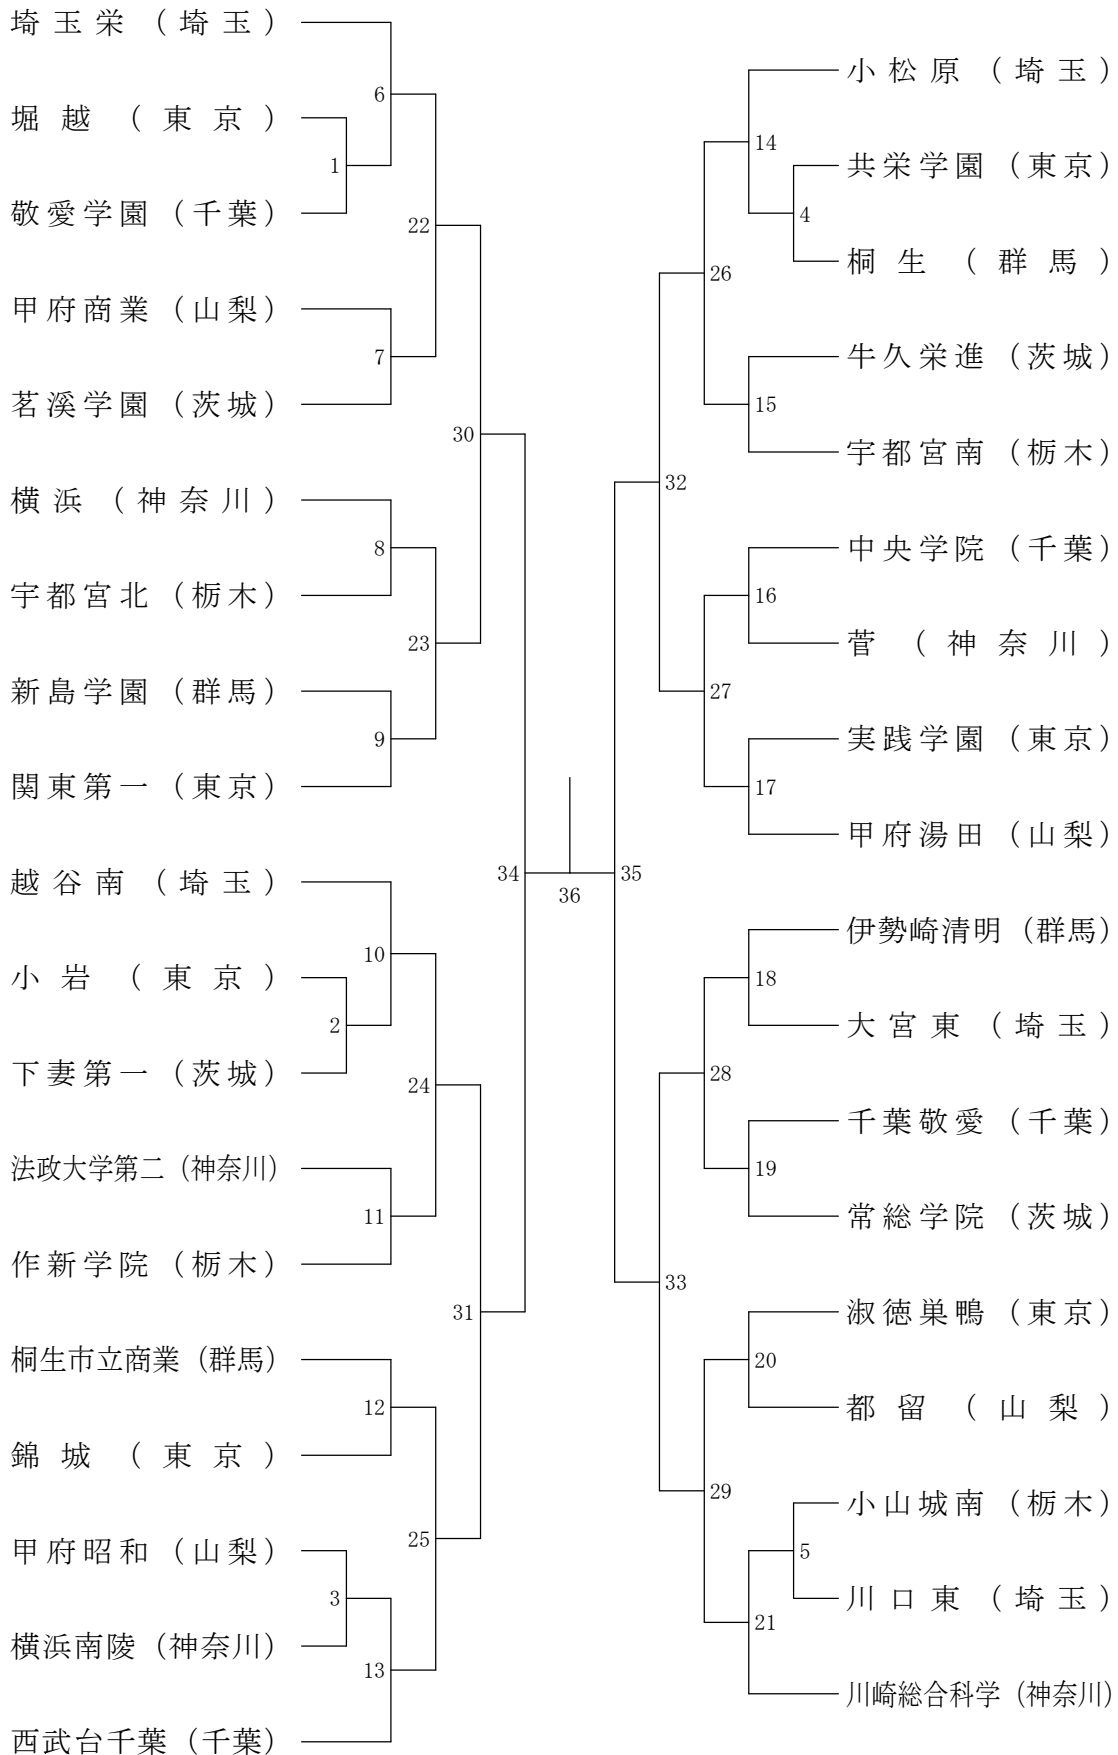 埼玉栄（埼玉）
堀越（東京）
敬愛学園（千葉）
甲府商業（山梨）
茗溪学園（茨城）
横浜（神奈川）
宇都宮北（栃木）
新島学園（群馬）
関東第一（東京）
越谷南（埼玉）
小岩（東京）
下妻第一（茨城）
法政大学第二（神奈川）
作新学院（栃木）
桐生市立商業（群馬）
錦城（東京）
甲府昭和（山梨）
横浜南陵（神奈川）
西武台千葉（千葉）
1
2
3
6
7
8
9
10
11
12
13
22
23
24
25
30
31
34
36
35
32
33
26
27
28
29
14
15
16
17
18
19
20
21
4
5
小松原（埼玉）
共栄学園（東京）
桐生（群馬）
牛久栄進（茨城）
宇都宮南（栃木）
中央学院（千葉）
菅（神奈川）
実践学園（東京）
甲府湯田（山梨）
伊勢崎清明（群馬）
大宮東（埼玉）
千葉敬愛（千葉）
常総学院（茨城）
淑徳巣鴨（東京）
都留（山梨）
小山城南（栃木）
川口東（埼玉）
川崎総合科学（神奈川）